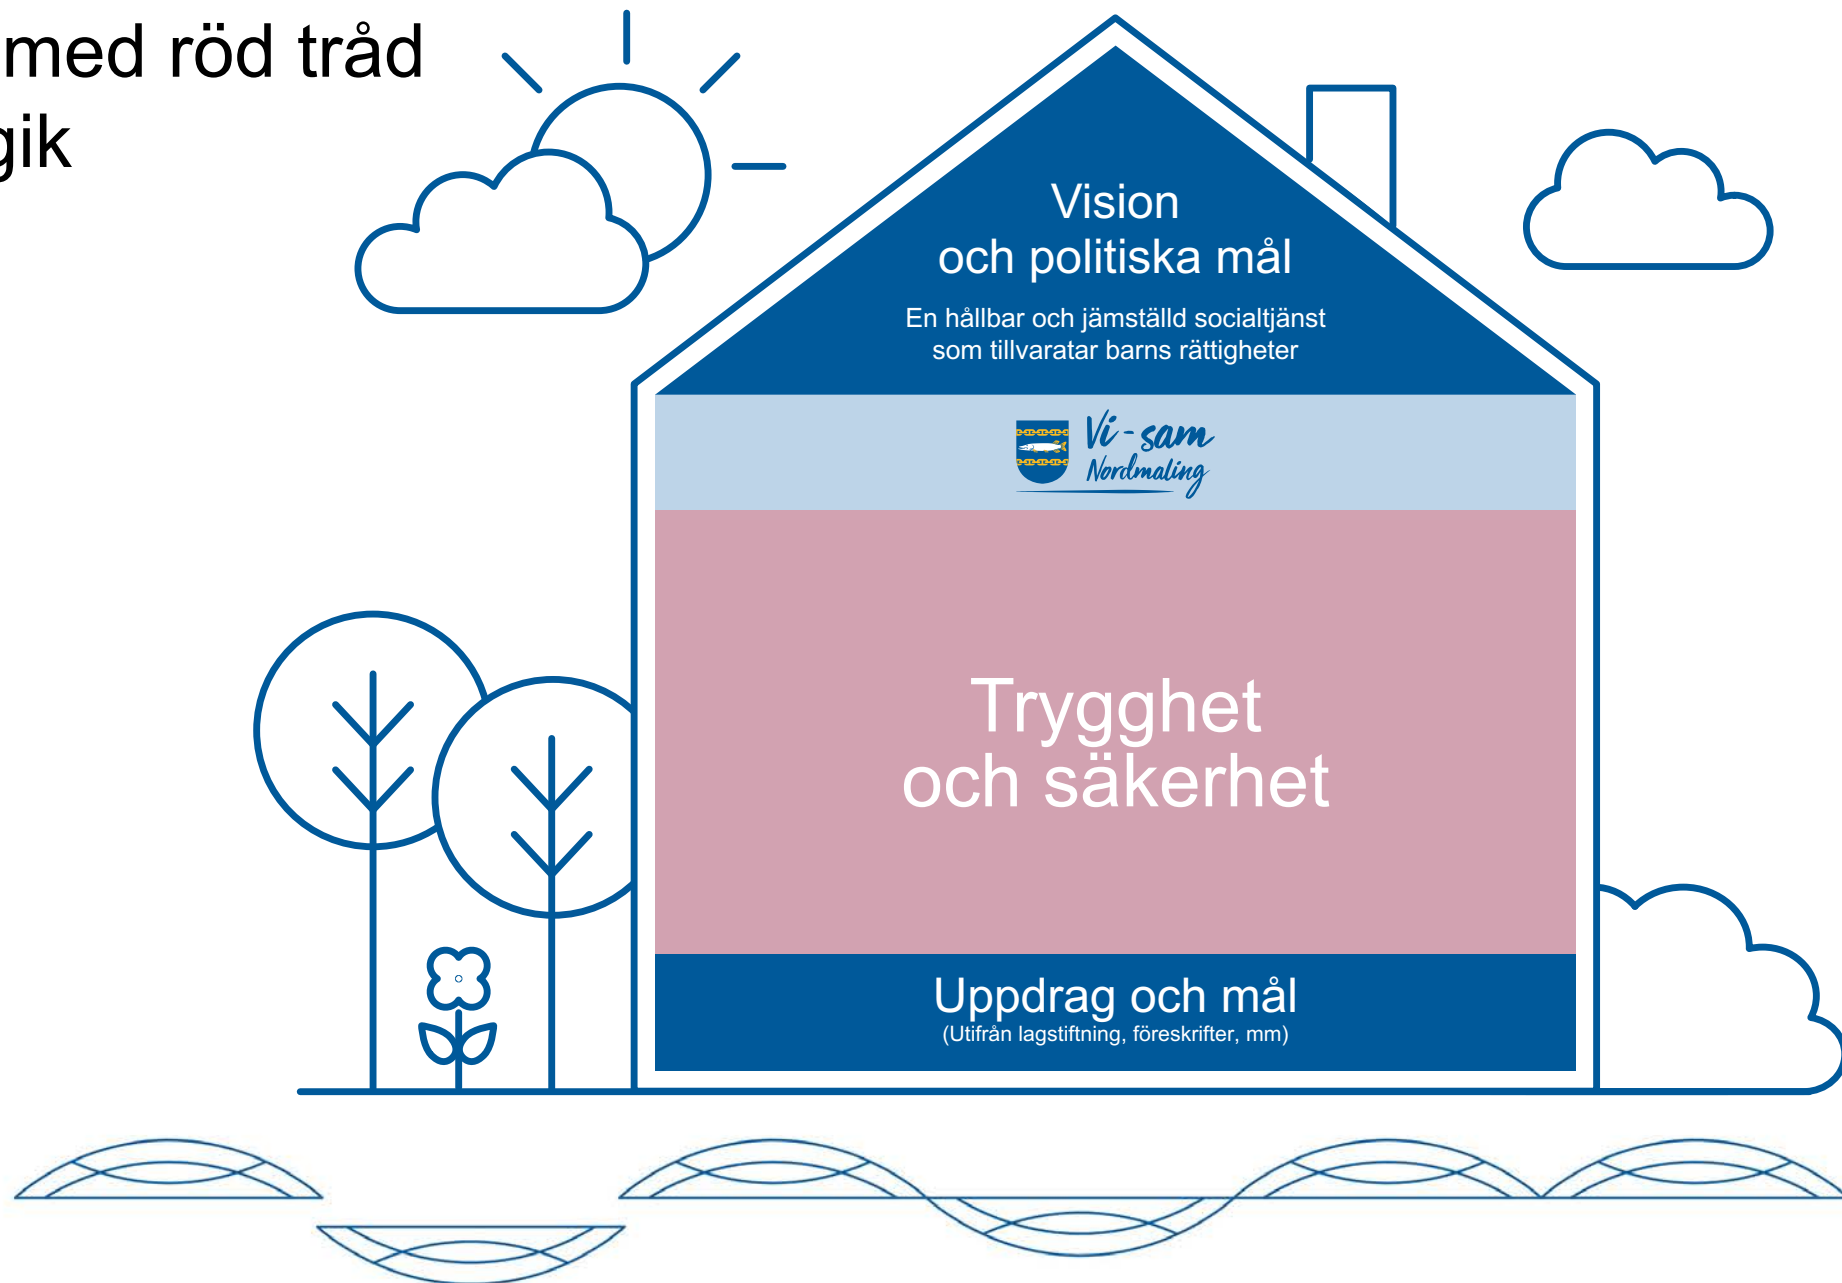 med röd tråd
gik
Vision
och politiska mål
En hållbar och jämställd socialtjänst
som tillvaratar barns rättigheter
Vi-sam
Nordmaling
Trygghet
och säkerhet
Uppdrag och mål
(Utifrån lagstiftning, föreskrifter, mm)